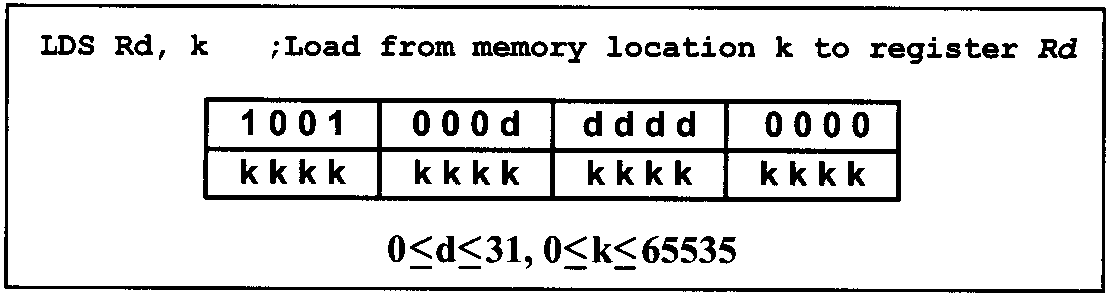 LDS Rd, k ;Load from memory location k to register Rd
1001 000d dddd 0000
kkkk kkkk kkkk kkkk
0≤d≤31, 0≤k≤65535